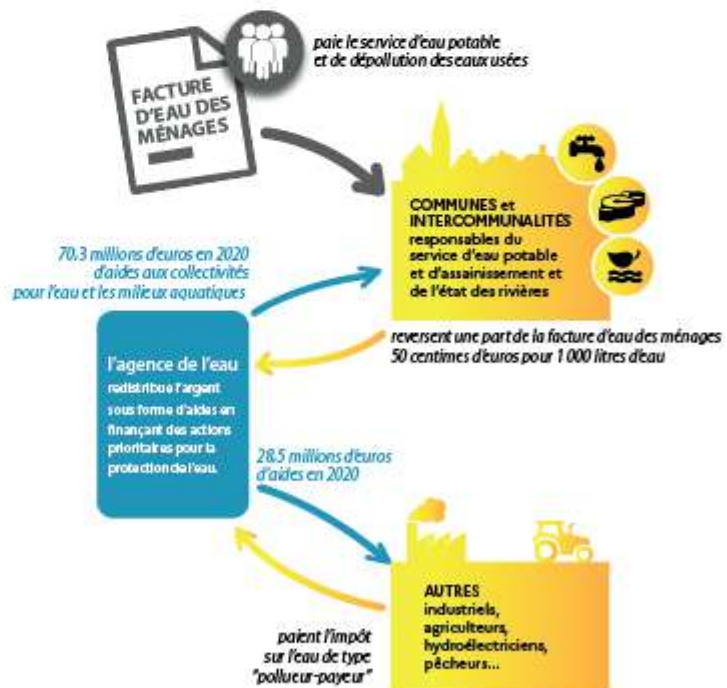 paie le service d'eau potable
et de dépollution des eaux usées
FACTURE
D'EAU DES
MÉNAGES
COMMUNES et
INTERCOMMUNALITÉS
responsables du
service d'eau potable
et d'assainissement et
de l'état des rivières
70,3 millions d'euros en 2020
d'aides aux collectivités
pour l'eau et les milieux aquatiques
reversent une part de la facture d'eau des ménages
50 centimes d'euros pour 1 000 litres d'eau
l'agence de l'eau
redistribue l'argent
sous forme d'aides en
finançant des actions
prioritaires pour la
protection de l'eau.
28,5 millions d'euros
d'aides en 2020
AUTRES
industriels,
agriculteurs,
hydroélectriciens,
pêcheurs...
paient l'impôt
sur l'eau de type
"pollueur-payeur"